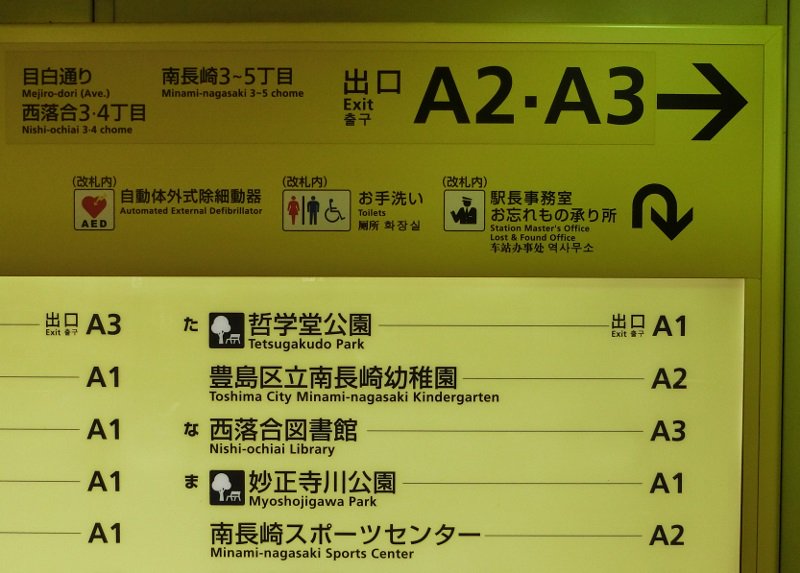 目白通り
Mejiro-dori (Ave.)
西落合3·4丁目
Nishi-ochiai 3·4 chome
南長崎3~5丁目
Minami-nagasaki 3~5 chome
出口
Exit
출구
A2·A3
(改札内)
AED
自動体外式除細動器
Automated External Defibrillator
(改札内)
お手洗い
Toilets
厕所 화장실
(改札内)
駅長事務室
お忘れもの承り所
Station Master's Office
Lost & Found Office
车站办事处 역사무소
出口 A3
Exit 출구
A1
A1
A1
A1
た 哲学堂公園 出口 A1
Tetsugakudo Park Exit 출구
豊島区立南長崎幼稚園 A2
Toshima City Minami-nagasaki Kindergarten
な 西落合図書館 A3
Nishi-ochiai Library
ま 妙正寺川公園 A1
Myoshojigawa Park
南長崎スポーツセンター A2
Minami-nagasaki Sports Center